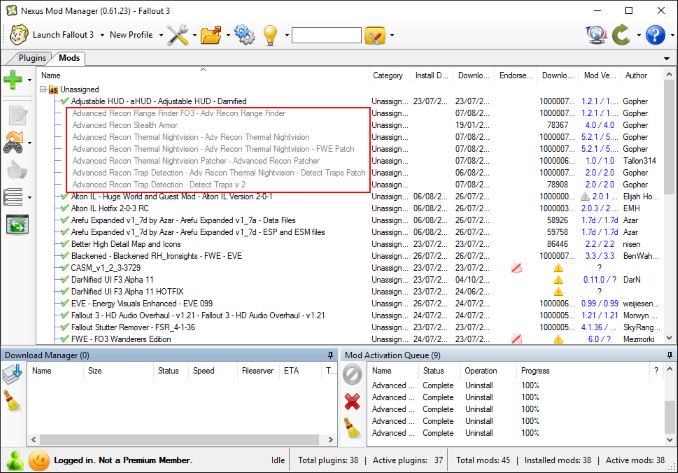 Nexus Mod Manager (0.61.23) - Fallout 3
Launch Fallout 3 New Profile
Plugins Mods
Name Category Install D... Downlo... Endorse... Downlo... Mod Ve... Author
Unassigned
Adjustable HUD - aHUD - Adjustable HUD - Darnified Unassign... 23/07/2... 23/07/2... 1000007... 1.2.1 / 1... Gopher
Advanced Recon Range Finder FO3 - Adv Recon Range Finder Unassign... 07/08/2... 1000007... 1.2.1 / 1... Gopher
Advanced Recon Stealth Armor Unassign... 19/01/2... 78367 4.0 / 4.0 Gopher
Advanced Recon Thermal Nightvision - Adv Recon Thermal Nightvision Unassign... 07/08/2... 1000007... 1.1 / 1.1 Gopher
Advanced Recon Thermal Nightvision - Adv Recon Thermal Nightvision - FWE Patch Unassign... 07/08/2... 1000007... 1.1 / 1.1 Gopher
Advanced Recon Thermal Nightvision Patcher - Advanced Recon Patcher Unassign... 07/08/2... 1000006... 1.0 / 1.0 Tallon314
Advanced Recon Trap Detection - Adv Recon Thermal Nightvision - Detect Traps Patch Unassign... 06/08/2... 1000007... 2.0 / 2.0 Gopher
Advanced Recon Trap Detection - Detect Traps v 2 Unassign... 07/08/2... 78908 2.0 / 2.0 Gopher
Alton IL - Huge World and Quest Mod - Alton IL Version 2-0-1 Unassign... 06/08/2... 06/08/2... 1000007... 2.0.1 ... Elijah Ho...
Alton IL Hotfix 2-0-3 RC Unassign... 06/08/2... 06/08/2... 1000007... 2.0.3 / 2... EMH
Arefu Expanded v1_7d by Azar - Arefu Expanded v1_7a - Data Files Unassign... 23/07/2... 23/07/2... 58926 1.7d / 1.7d Azar
Arefu Expanded v1_7d by Azar - Arefu Expanded v1_7d - ESP and ESM files Unassign... 23/07/2... 23/07/2... 59758 1.7d / 1.7d Azar
Better High Detail Map and Icons Unassign... 23/07/2... 23/07/2... 86446 2.2 / 2.2 nisen
Blackened - Blackened RH_Ironsights - FWE - EVE Unassign... 23/07/2... 23/07/2... 1000007... 3.3 / 3.3 BenWah...
CASM_v1_2_3-3729 Unassign... 23/07/2... 23/07/2... ?
DarNified UI F3 Alpha 11 Unassign... 23/07/2... 04/10/2... 0.11.0 / ? DarN
DarNified UI F3 Alpha 11 HOTFIX Unassign... 23/07/2... 24/06/2... ?
EVE - Energy Visuals Enhanced - EVE 099 Unassign... 23/07/2... 23/07/2... 1000006... 0.99 / 0.99 weijiesen...
Fallout 3 - HD Audio Overhaul - v1.21 - Fallout 3 - HD Audio Overhaul - v1.21 Unassign... 23/07/2... 23/07/2... 1000005... 1.21 / 1.21 Morwyn ...
Fallout Stutter Remover - FSR_4-1-36 Unassign... 23/07/2... 23/07/2... 1000005... 4.1.36 / ... SkyRang...
FWE - FO3 Wanderers Edition Unassign... 23/07/2... 23/07/2... 6.0 / ? Mezmorki
Download Manager (0) Mod Activation Queue (9)
Name Size Status Speed Fileserver ETA T... Name Status Operation Progress ?
Advanced ... Complete Uninstall 100%
Advanced ... Complete Uninstall 100%
Advanced ... Complete Uninstall 100%
Advanced ... Complete Uninstall 100%
Advanced ... Complete Uninstall 100%
Logged in. Not a Premium Member. Idle Total plugins: 38 | Active plugins: 37 Total mods: 45 | Installed mods: 38 | Active mods: 38